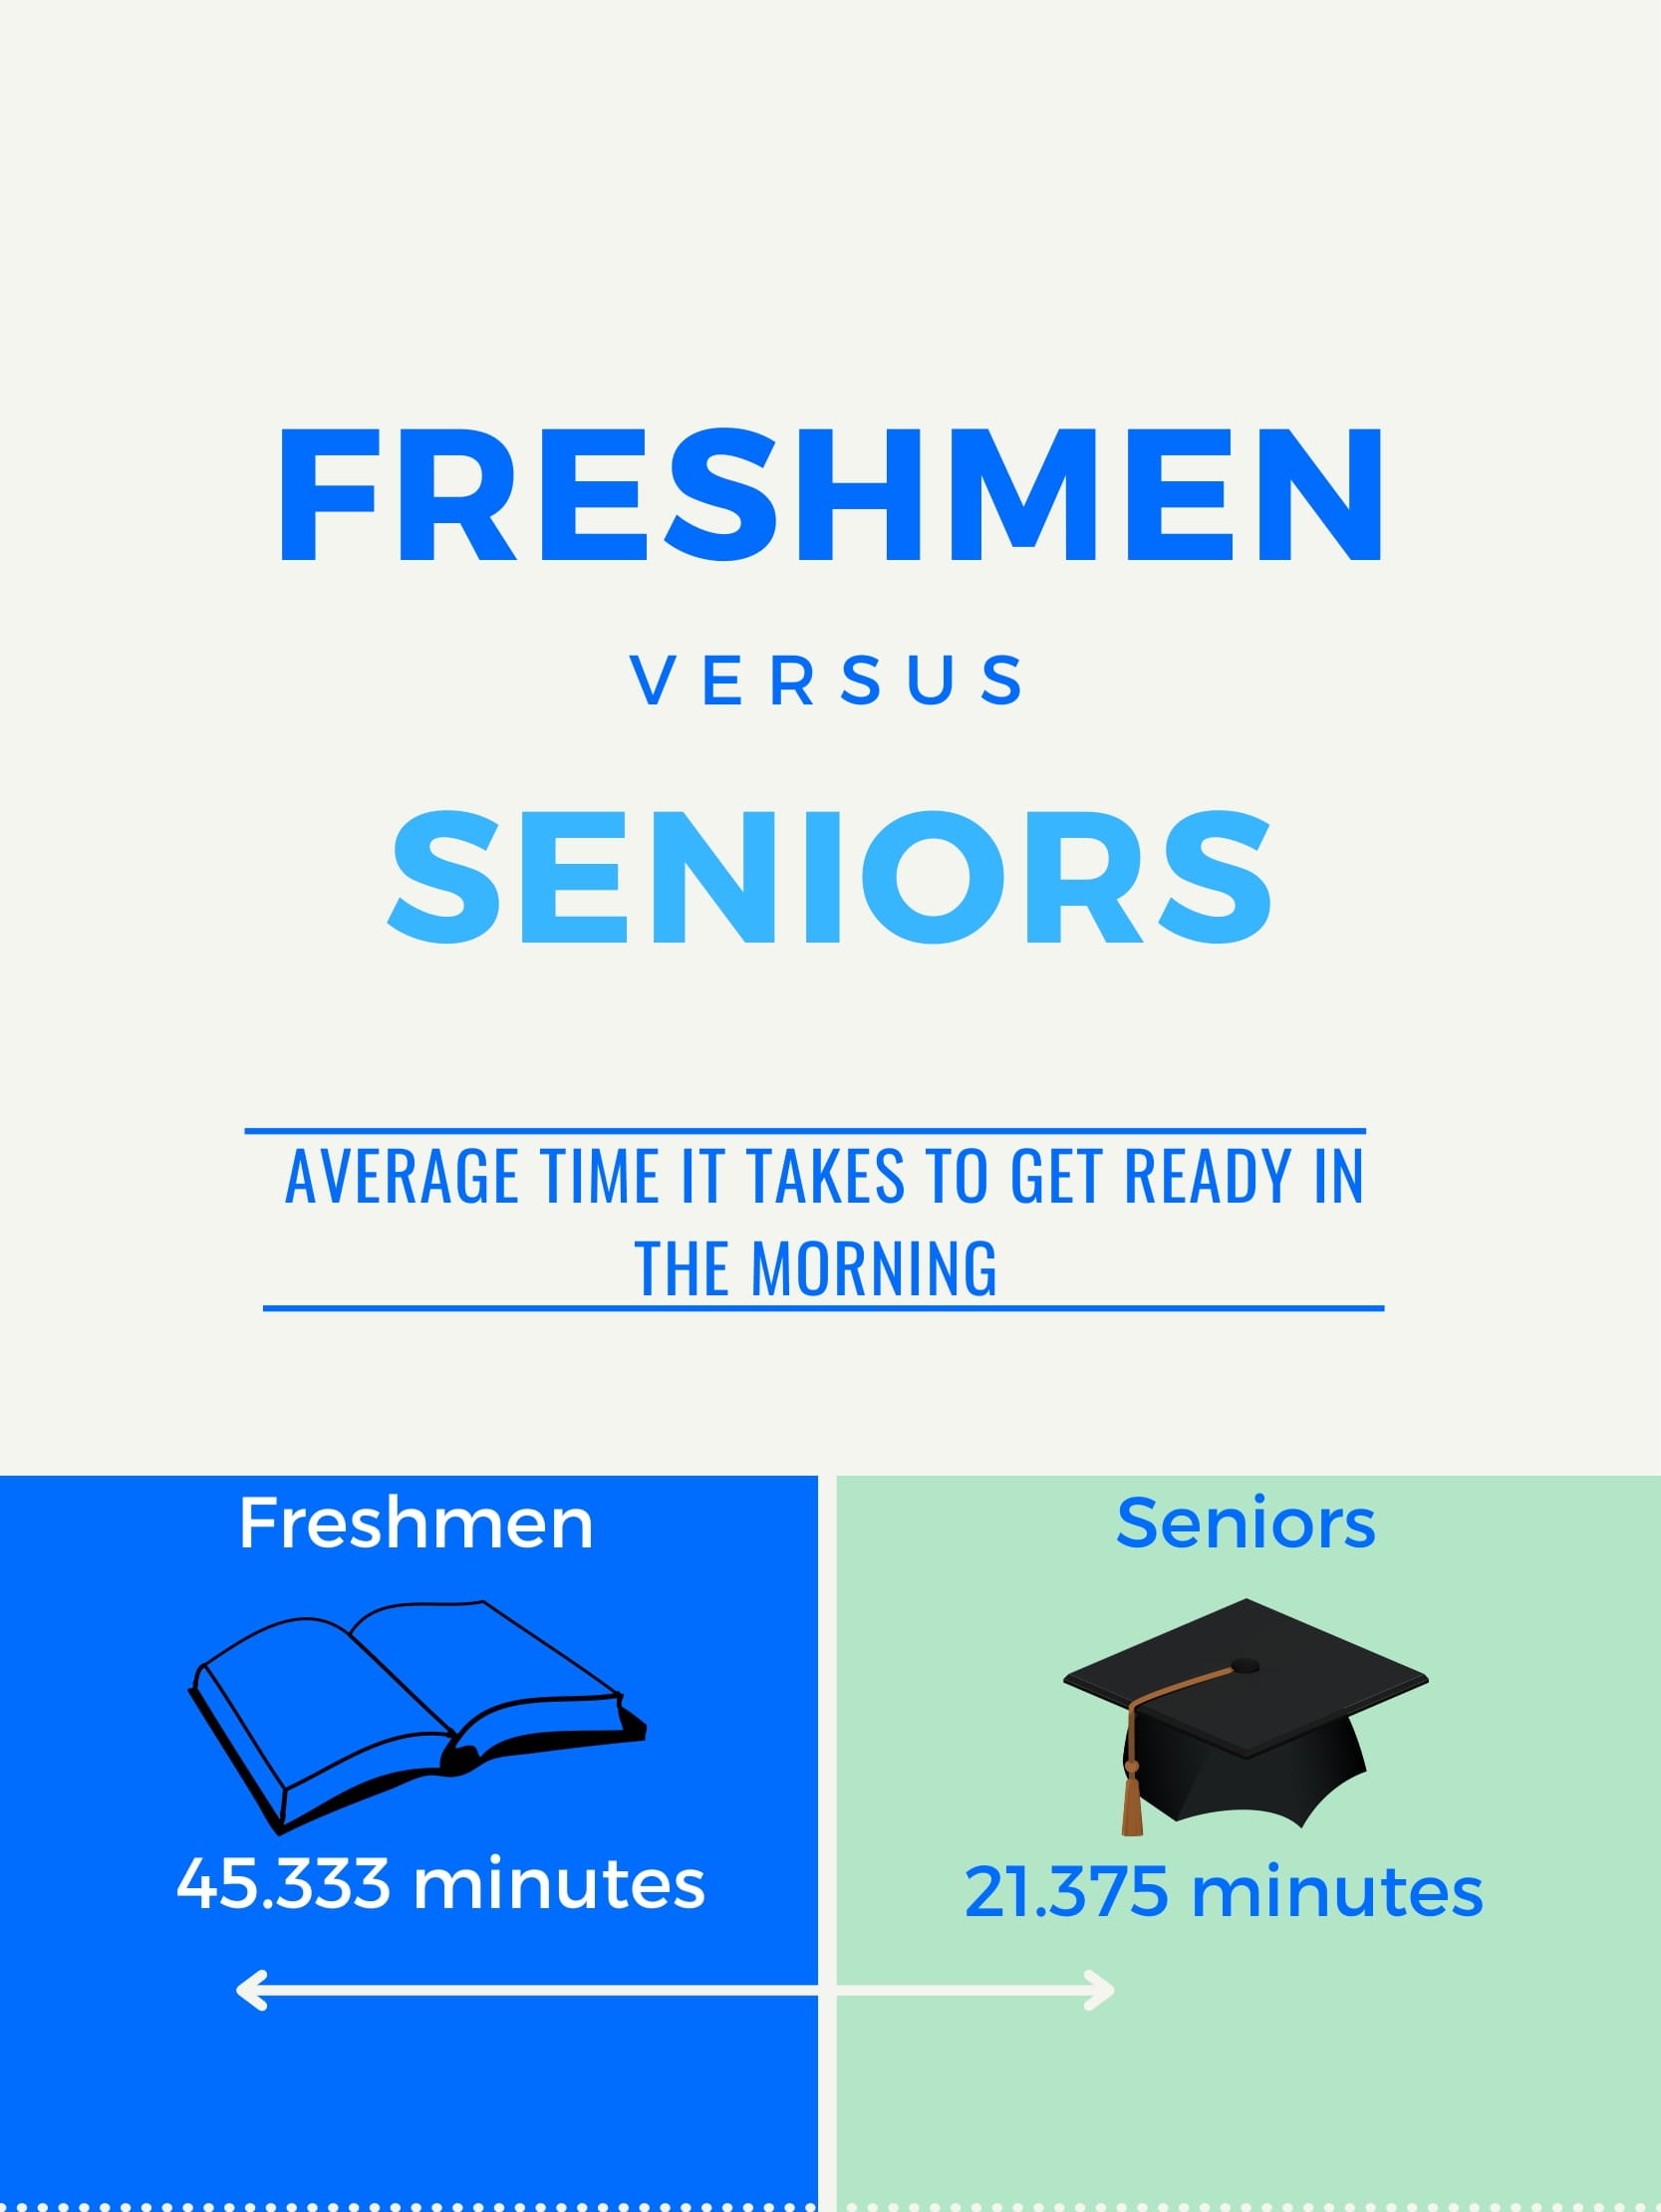 FRESHMEN
VERSUS
SENIORS
AVERAGE TIME IT TAKES TO GET READY IN
THE MORNING
Freshmen
45.333 minutes
Seniors
21.375 minutes